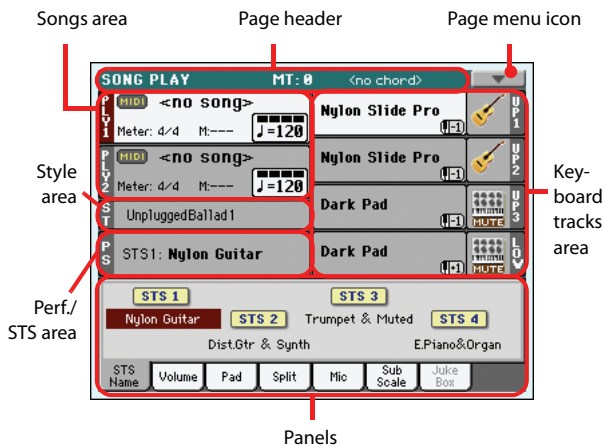 Songs area
Page header
Page menu icon
SONG PLAY MT: 0 <no chord>
PLY1
MIDI <no song>
Meter: 4/4 M:--- ♩=120
Nylon Slide Pro
-1
UP1
PLY2
MIDI <no song>
Meter: 4/4 M:--- ♩=120
Nylon Slide Pro
-1
UP2
Style
area
ST
UnpluggedBallad1
Dark Pad
-1
MUTE
UP3
Key-
board
tracks
area
PS
STS1: Nylon Guitar
Dark Pad
+1
MUTE
LOW
Perf./
STS area
STS 1
STS 3
Nylon Guitar
STS 2
Trumpet & Muted
STS 4
Dist.Gtr & Synth
E.Piano&Organ
STS Name
Volume
Pad
Split
Mic
Sub Scale
Juke Box
Panels